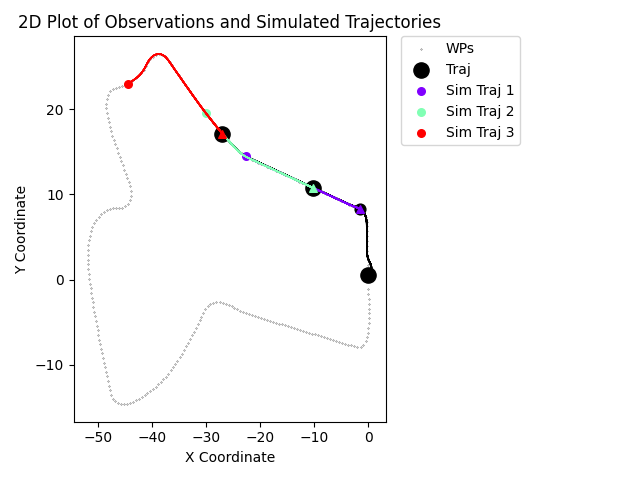 2D Plot of Observations and Simulated Trajectories
WPs
Traj
Sim Traj 1
Sim Traj 2
Sim Traj 3
Y Coordinate
20
10
0
−10
−50
−40
−30
−20
−10
0
X Coordinate